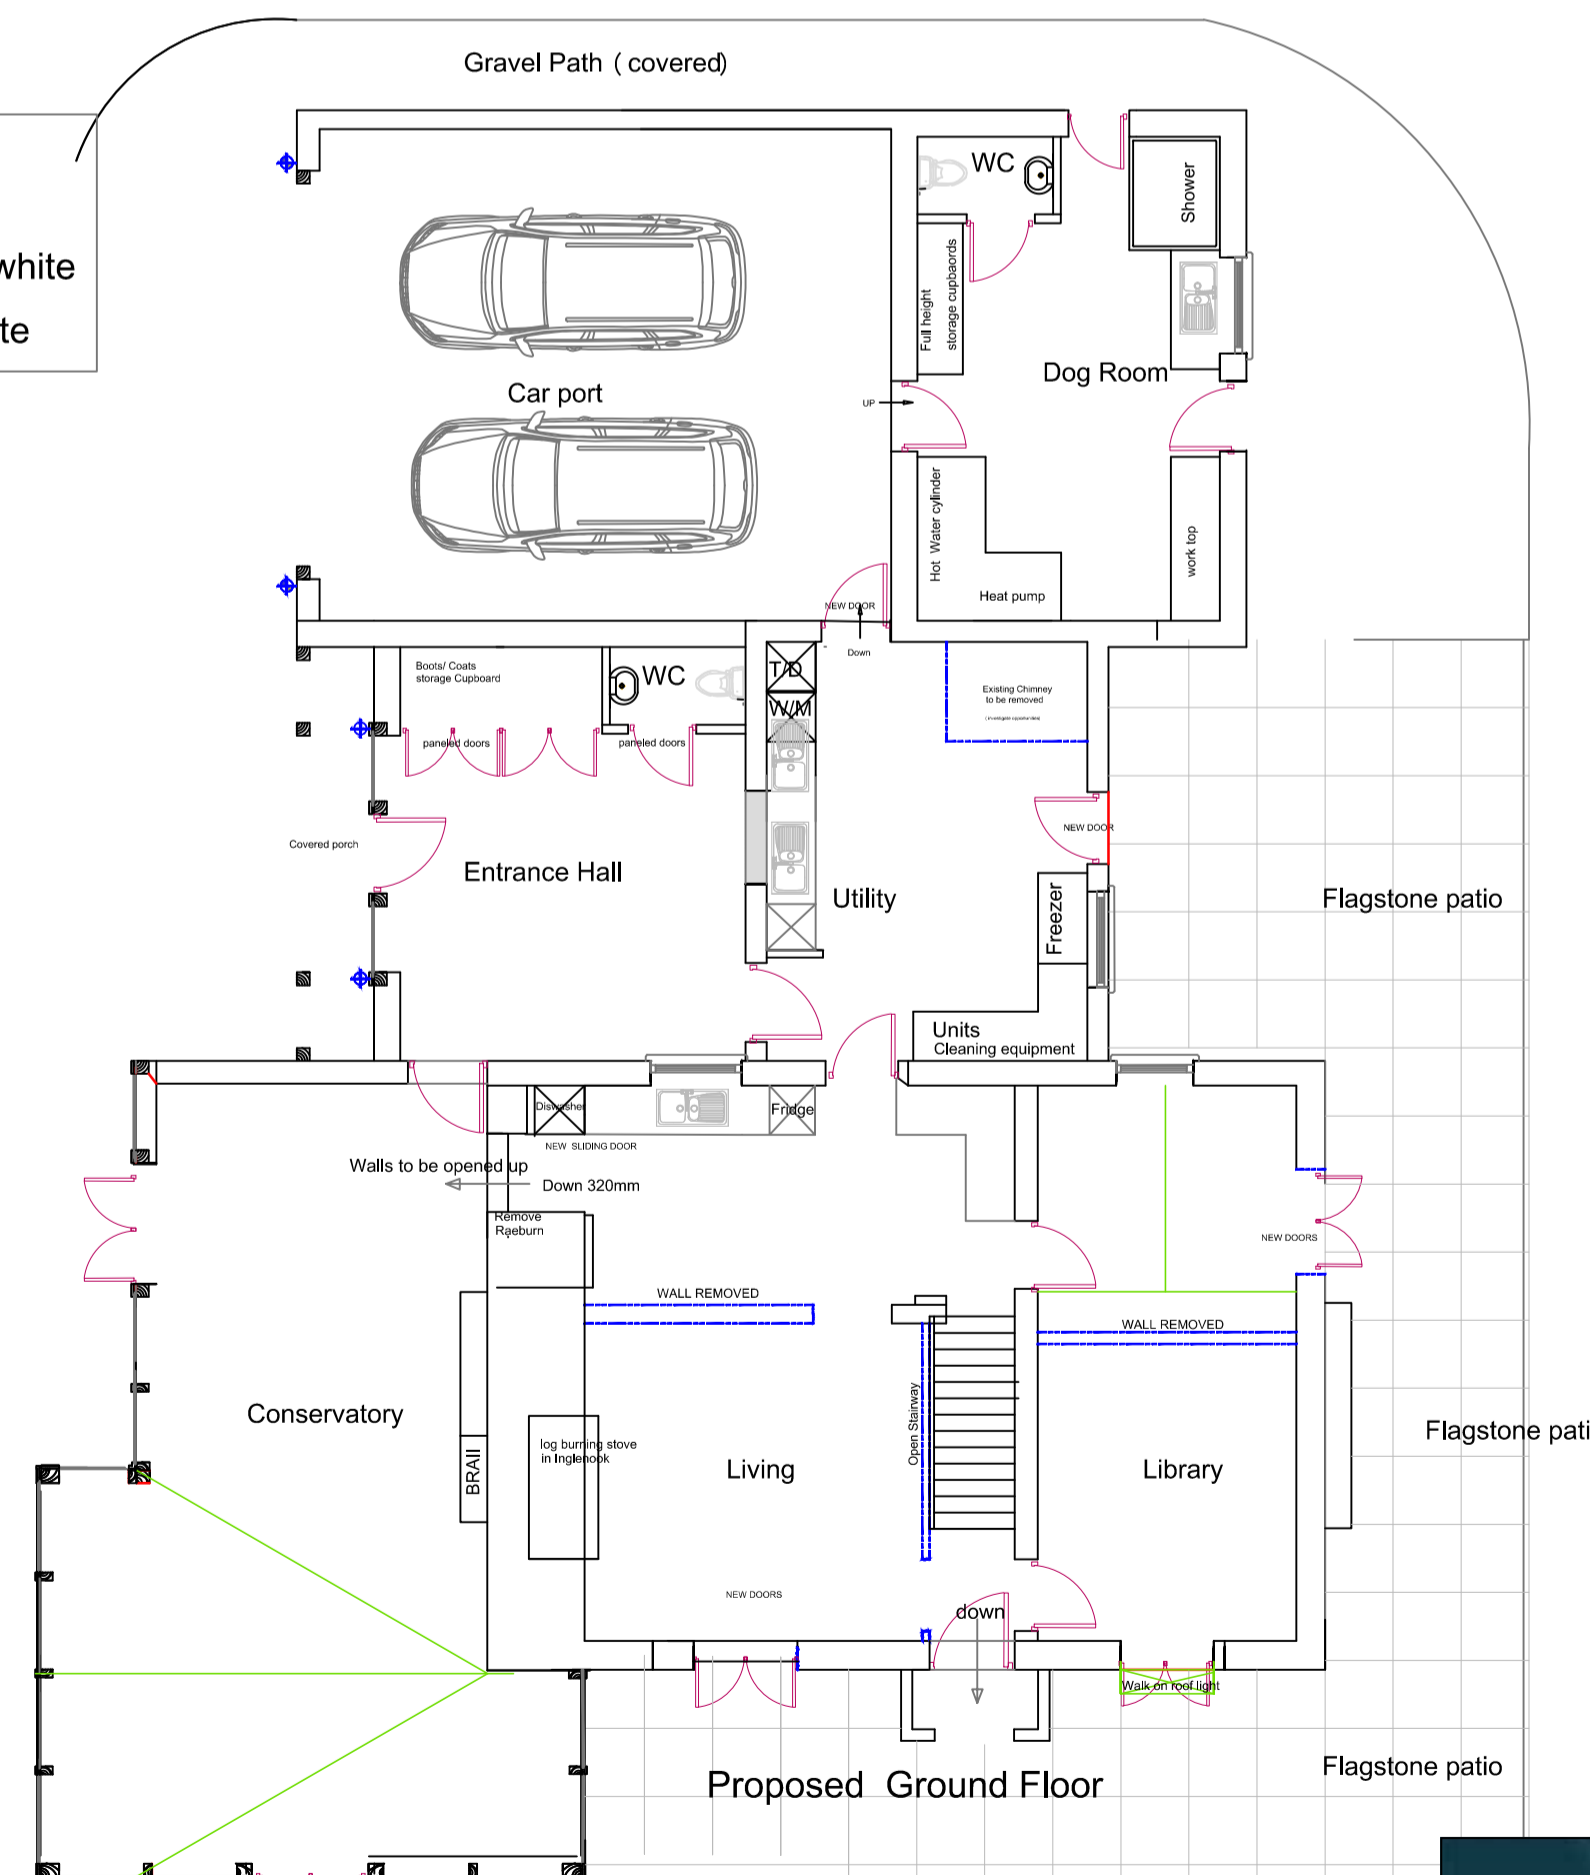 Gravel Path ( covered)
white
te
WC
Shower
Full height
storage cupbaords
Dog Room
Car port
UP
Hot Water cylinder
work top
Heat pump
NEW DOOR
Down
Boots/ Coats
storage Cupboard
WC
T/D
W/M
Existing Chimney
to be removed
paneled doors
paneled doors
NEW DOOR
Covered porch
Entrance Hall
Utility
Freezer
Flagstone patio
Units
Cleaning equipment
Diswasher
Fridge
NEW SLIDING DOOR
Walls to be opened up
Down 320mm
Remove
Raeburn
NEW DOORS
WALL REMOVED
WALL REMOVED
Conservatory
Open Stairway
log burning stove
in Inglenook
BRAII
Living
Library
Flagstone pati
NEW DOORS
down
Walk on roof light
Proposed Ground Floor
Flagstone patio